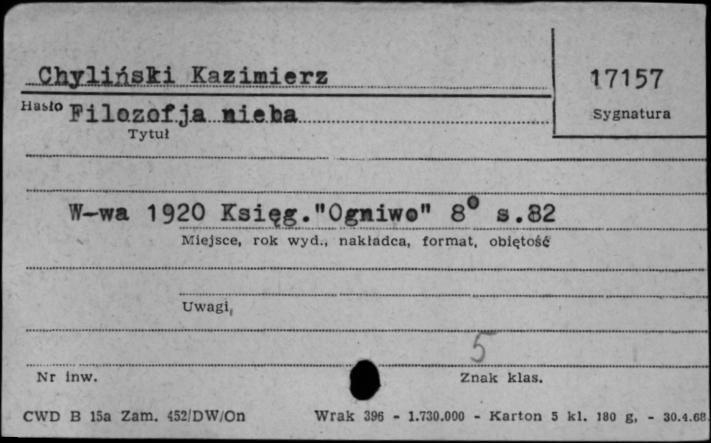 Chyliński Kazimierz
17157
Hasło Filozofja nieba
Sygnatura
Tytuł
W-wa 1920 Księg."Ogniwo" 8° s.82
Miejsce, rok wyd., nakładca, format, objętość
Uwagi
5
Nr inw.
Znak klas.
CWD B 15a Zam. 452/DW/On Wrak 396 - 1.730.000 - Karton 5 kl. 180 g, - 30.4.68